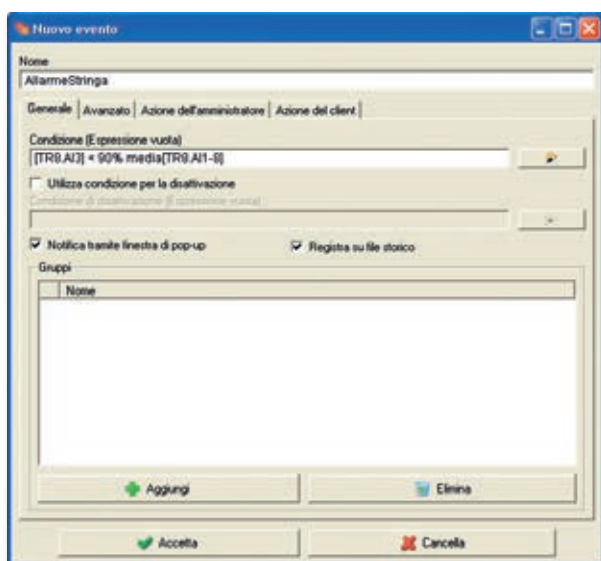 Nuovo evento
Nome
AllarmeStringa
Generale Avanzato Azione dell'amministratore Azione del client
Condizione (Espressione vuota)
[TR8.AI3] < 90% media[TR8.AI1-8]
Utilizza condizione per la disattivazione
Condizione di disattivazione (Espressione vuota)
Notifica tramite finestra di pop-up Registra su file storico
Gruppi
Nome
Aggiungi Elimina
Accetta Cancella